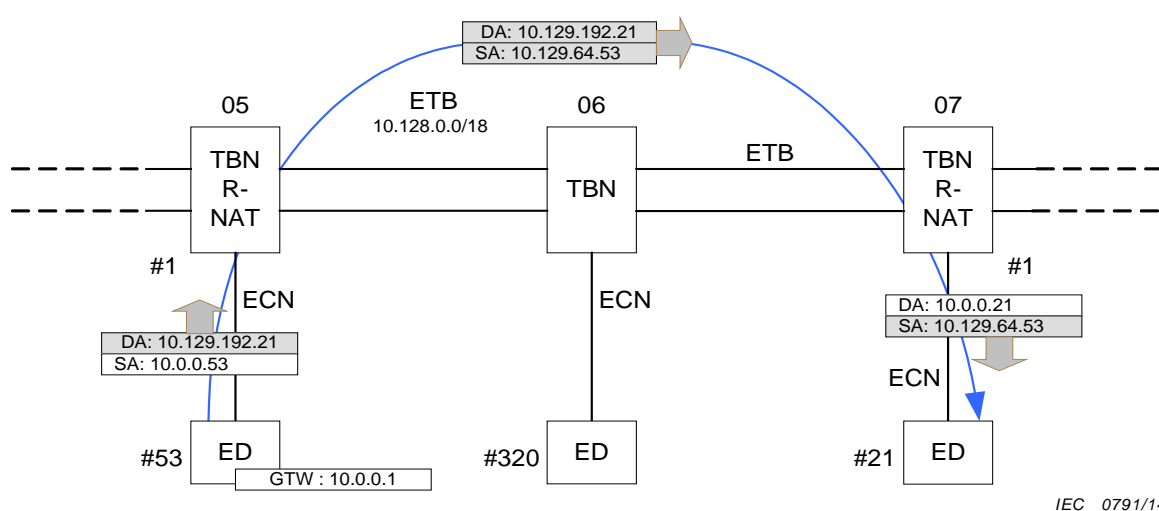 DA: 10.129.192.21
SA: 10.129.64.53
05
ETB
10.128.0.0/18
06
07
TBN
R-
NAT
TBN
ETB
TBN
R-
NAT
#1
ECN
ECN
#1
DA: 10.129.192.21
SA: 10.0.0.53
DA: 10.0.0.21
SA: 10.129.64.53
ECN
#53
ED
GTW : 10.0.0.1
#320
ED
#21
ED
IEC 0791/14